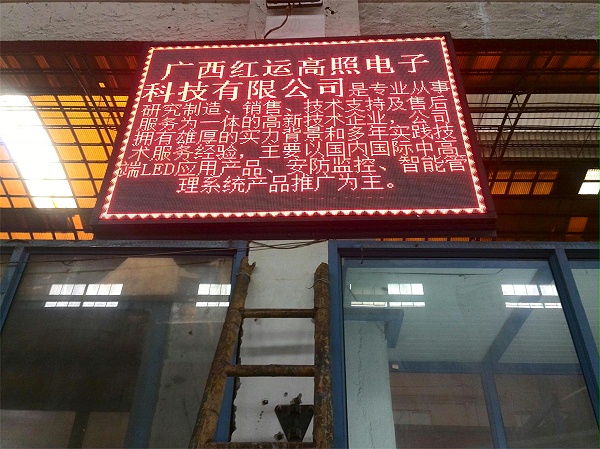 广西红运高照电子
科技有限公司是专业从事
研究制造、销售、技术支持及售后
服务为一体的高新技术企业,公司
拥有雄厚的实力背景和多年实践技
术服务经验,主要以国内国际中高
端LED应用产品、安防监控、智能管
理系统产品推广为主。